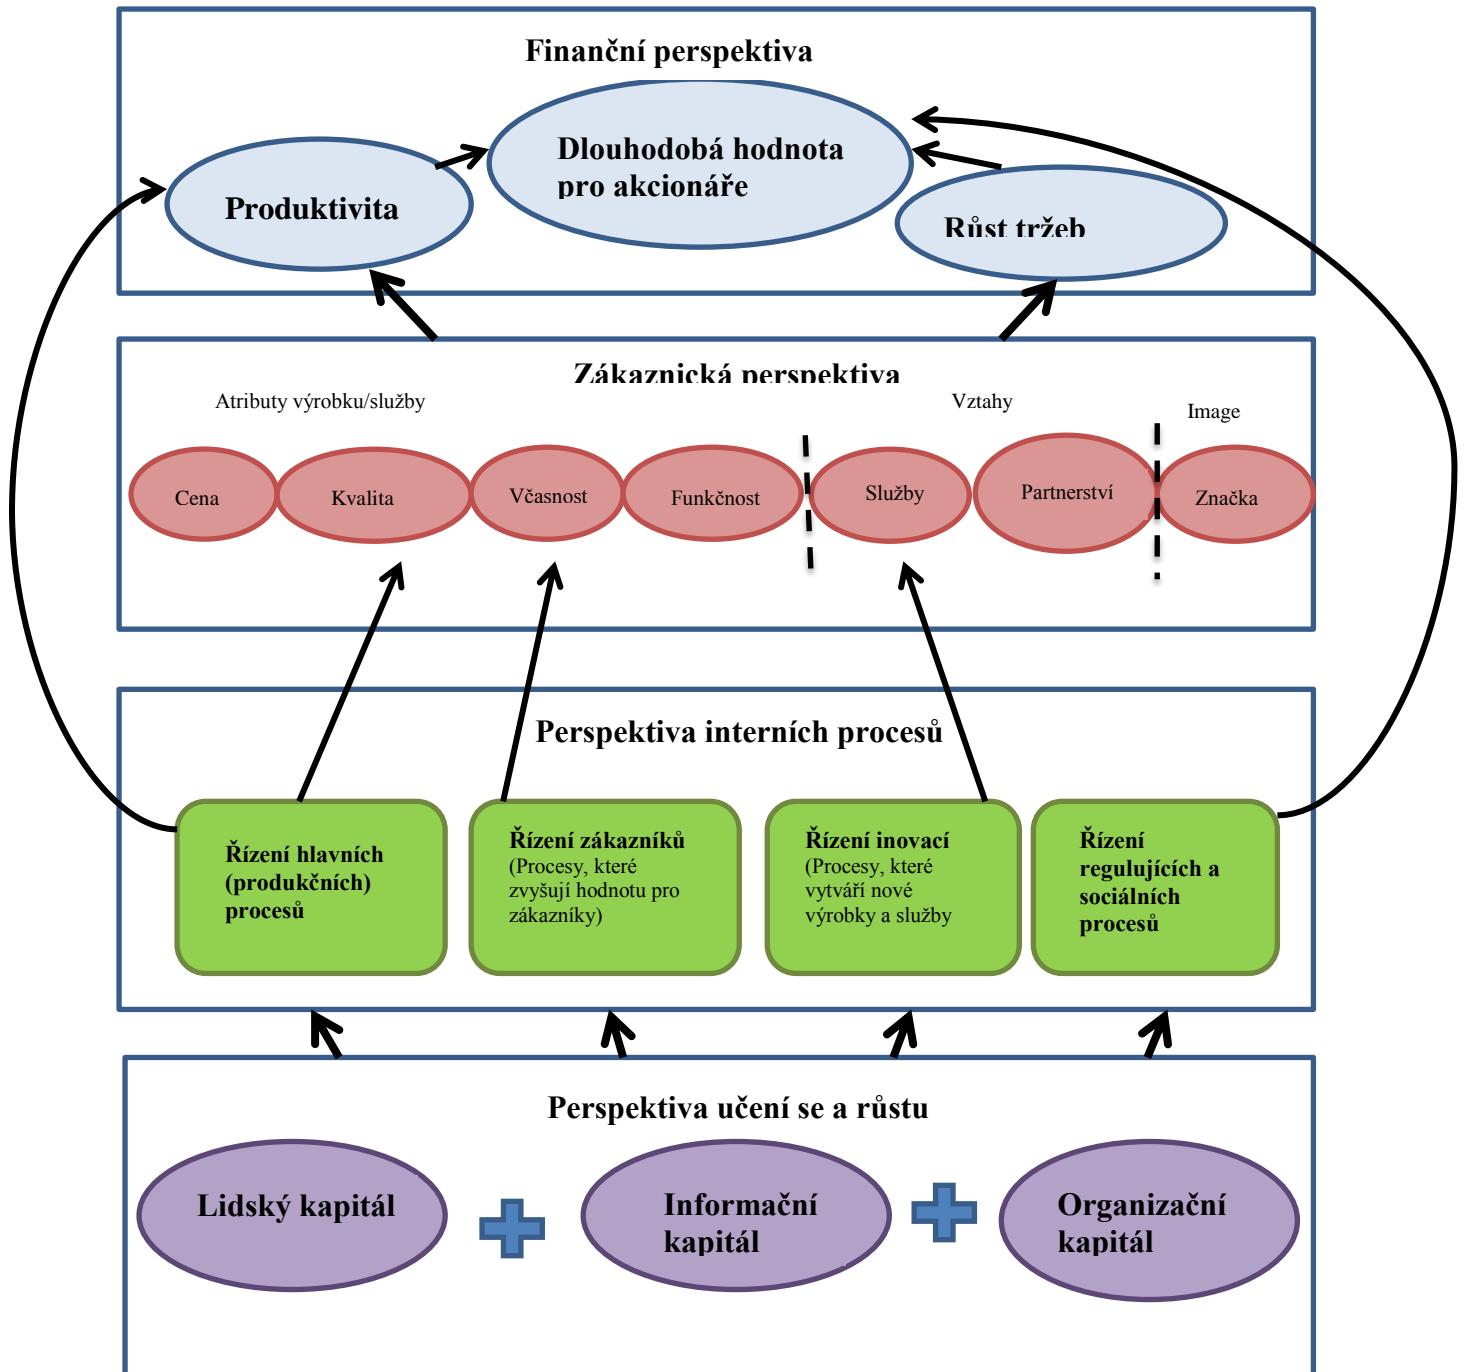 Finanční perspektiva
Dlouhodobá hodnota
pro akcionáře
Produktivita
Růst tržeb
Zákaznická perspektiva
Atributy výrobku/služby
Vztahy
Image
Cena
Kvalita
Včasnost
Funkčnost
Služby
Partnerství
Značka
Perspektiva interních procesů
Řízení hlavních
(produkčních)
procesů
Řízení zákazníků
(Procesy, které
zvyšují hodnotu pro
zákazníky)
Řízení inovací
(Procesy, které
vytváří nové
výrobky a služby
Řízení
regulujících a
sociálních
procesů
Perspektiva učení se a růstu
Lidský kapitál
Informační
kapitál
Organizační
kapitál